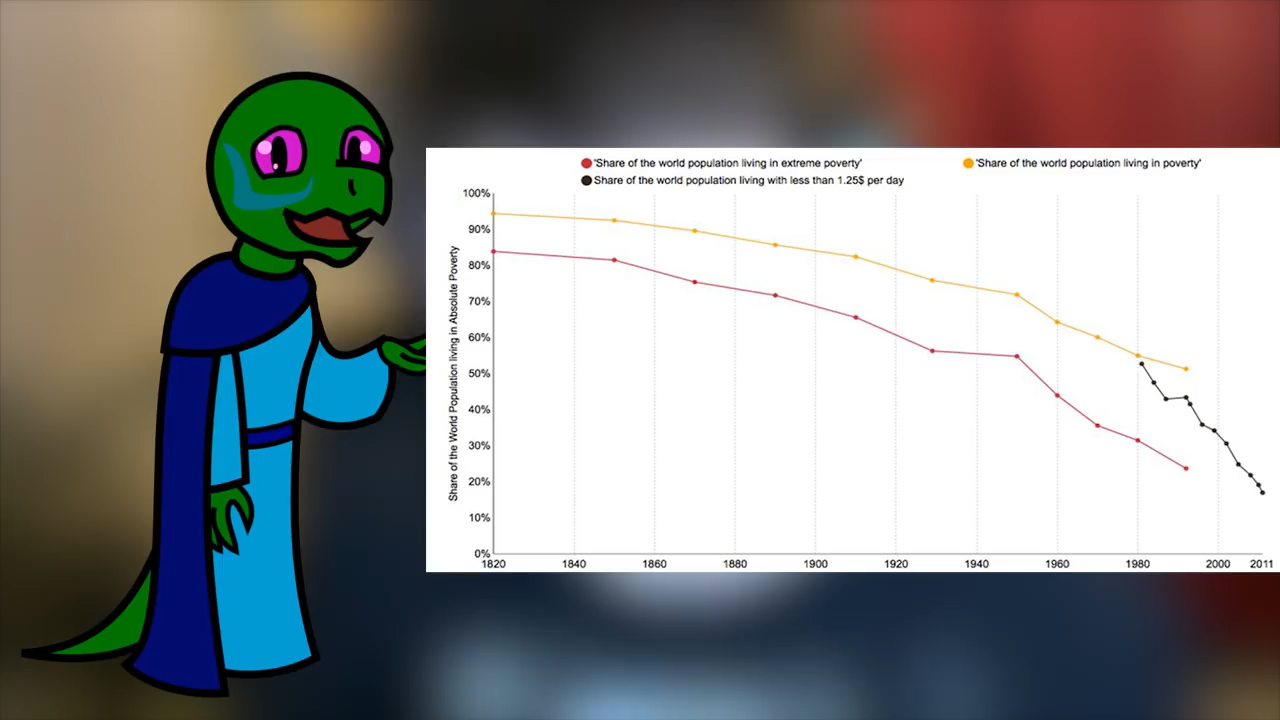 'Share of the world population living in extreme poverty'
'Share of the world population living in poverty'
Share of the world population living with less than 1.25$ per day
Share of the World Population living in Absolute Poverty
100%
90%
80%
70%
60%
50%
40%
30%
20%
10%
0%
1820 1840 1860 1880 1900 1920 1940 1960 1980 2000 2011